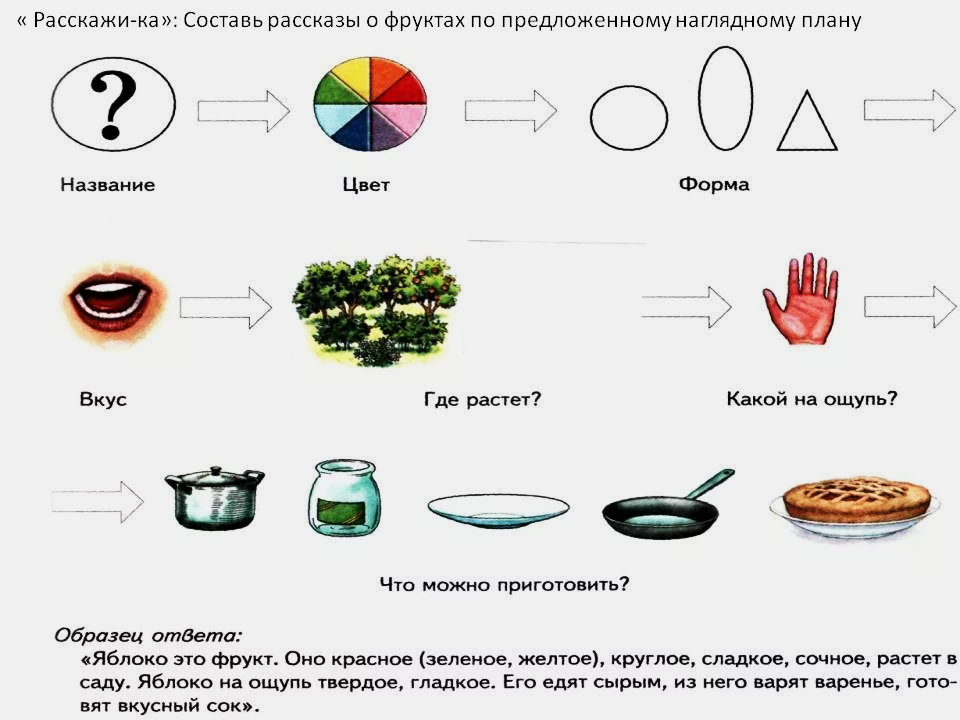 « Расскажи-ка»: Составь рассказы о фруктах по предложенному наглядному плану
?
Название
Цвет
Форма
Вкус
Где растет?
Какой на ощупь?
Что можно приготовить?
Образец ответа:
«Яблоко это фрукт. Оно красное (зеленое, желтое), круглое, сладкое, сочное, растет в
саду. Яблоко на ощупь твердое, гладкое. Его едят сырым, из него варят варенье, гото-
вят вкусный сок».